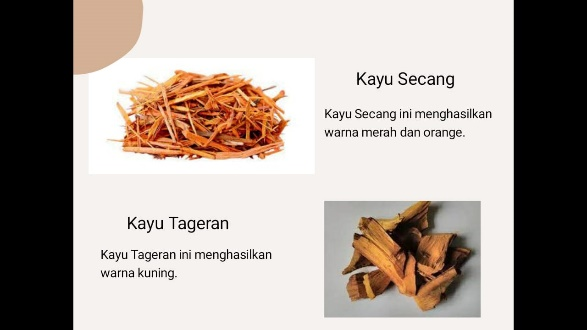 Kayu Secang
Kayu Secang ini menghasilkan
warna merah dan orange.
Kayu Tageran
Kayu Tageran ini menghasilkan
warna kuning.